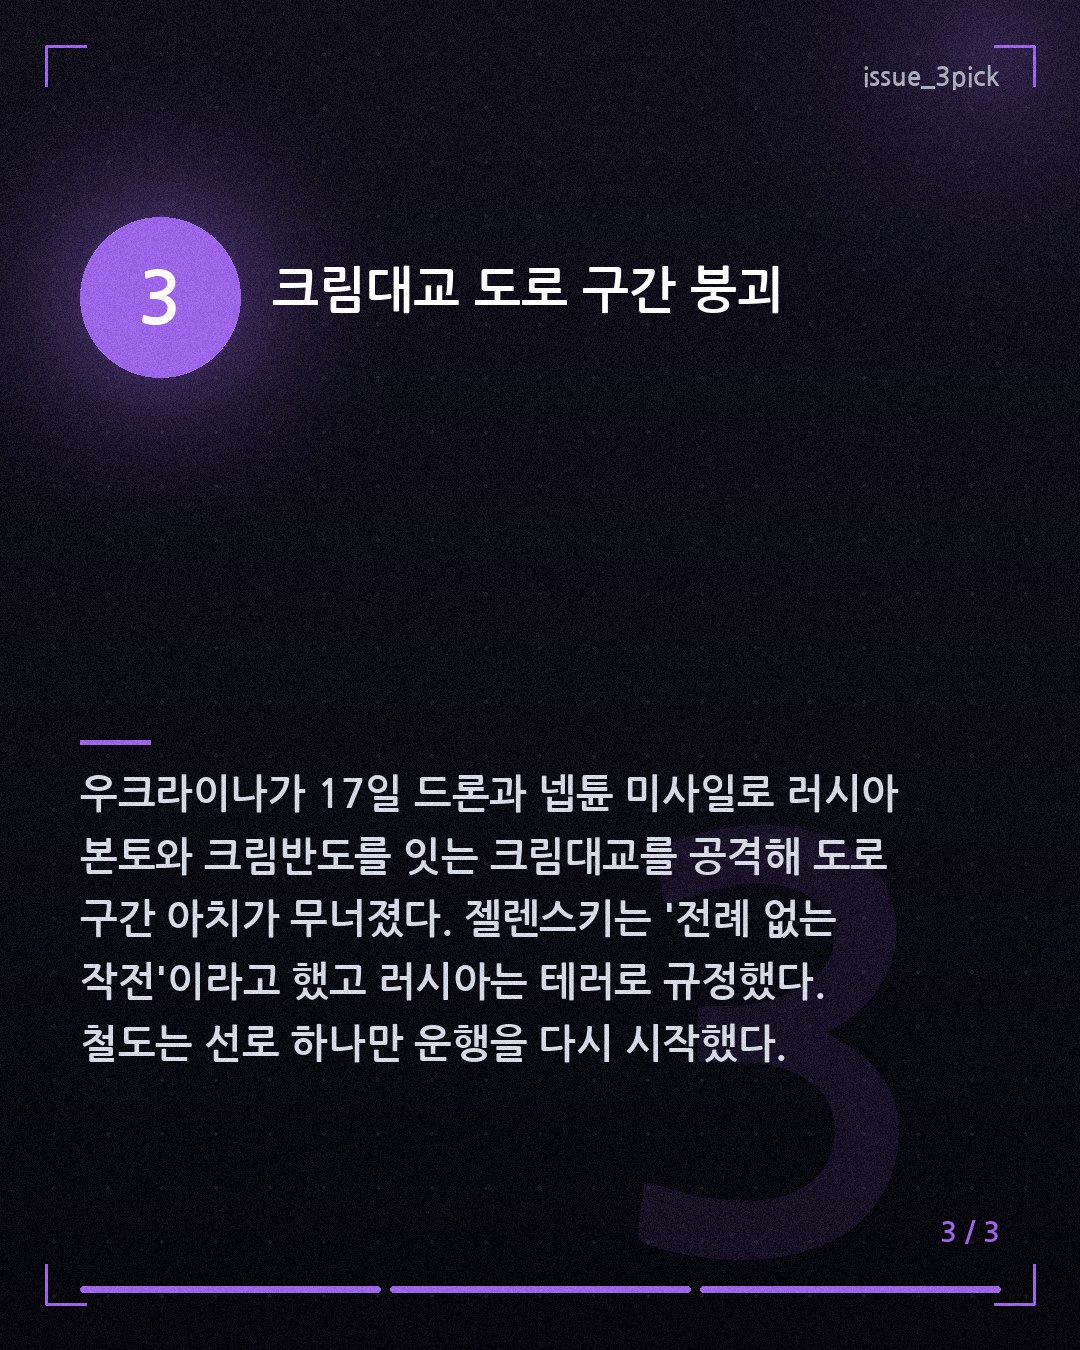 issue_3pick
3
크림대교 도로 구간 붕괴
우크라이나가 17일 드론과 넵튠 미사일로 러시아
본토와 크림반도를 잇는 크림대교를 공격해 도로
구간 아치가 무너졌다. 젤렌스키는 '전례 없는
작전'이라고 했고 러시아는 테러로 규정했다.
철도는 선로 하나만 운행을 다시 시작했다.
3
3 / 3